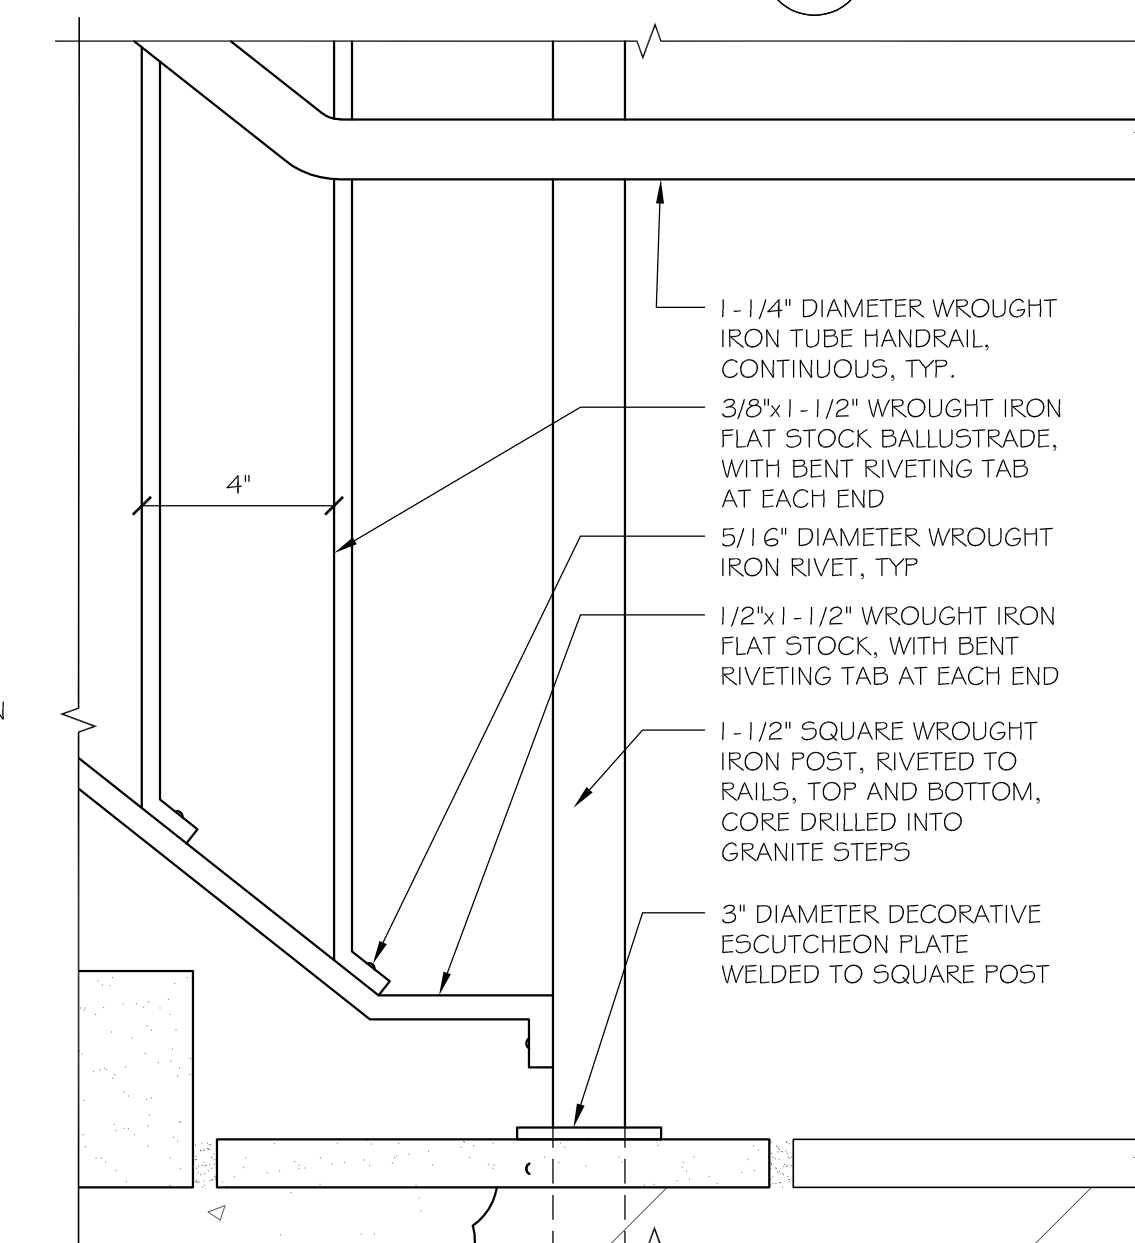 1-1/4" DIAMETER WROUGHT
IRON TUBE HANDRAIL,
CONTINUOUS, TYP.
3/8"x1-1/2" WROUGHT IRON
FLAT STOCK BALLUSTRADE,
WITH BENT RIVETING TAB
AT EACH END
4"
5/16" DIAMETER WROUGHT
IRON RIVET, TYP
1/2"x1-1/2" WROUGHT IRON
FLAT STOCK, WITH BENT
RIVETING TAB AT EACH END
1-1/2" SQUARE WROUGHT
IRON POST, RIVETED TO
RAILS, TOP AND BOTTOM,
CORE DRILLED INTO
GRANITE STEPS
3" DIAMETER DECORATIVE
ESCUTCHEON PLATE
WELDED TO SQUARE POST